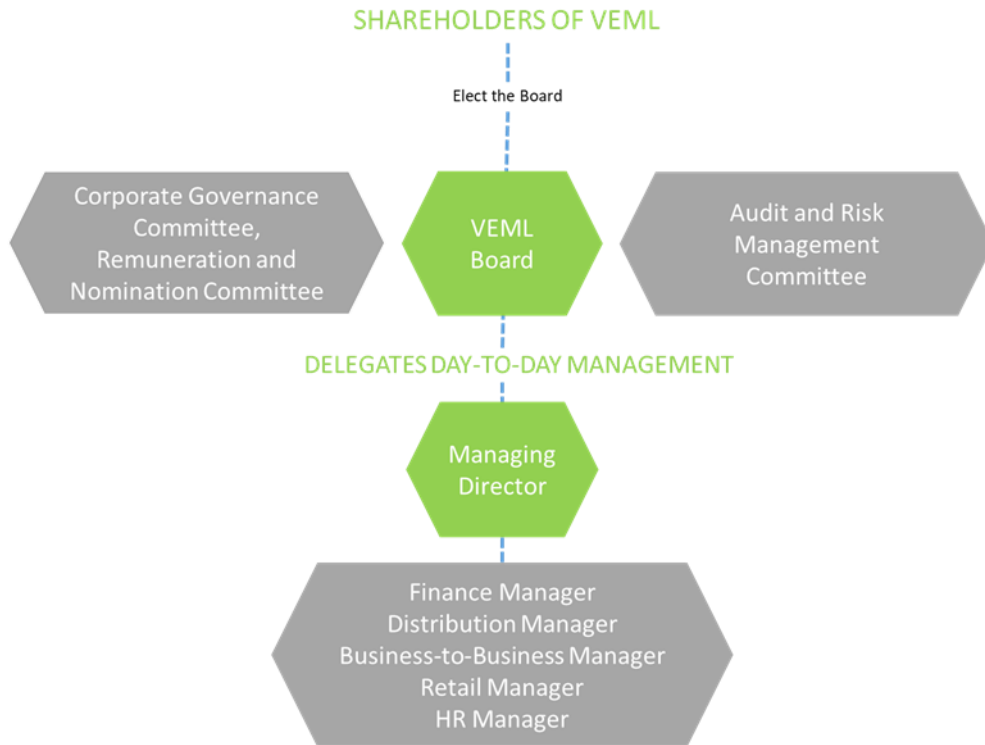 SHAREHOLDERS OF VEML
Elect the Board
Corporate Governance
Committee,
Remuneration and
Nomination Committee
VEML
Board
Audit and Risk
Management
Committee
DELEGATES DAY-TO-DAY MANAGEMENT
Managing
Director
Finance Manager
Distribution Manager
Business-to-Business Manager
Retail Manager
HR Manager